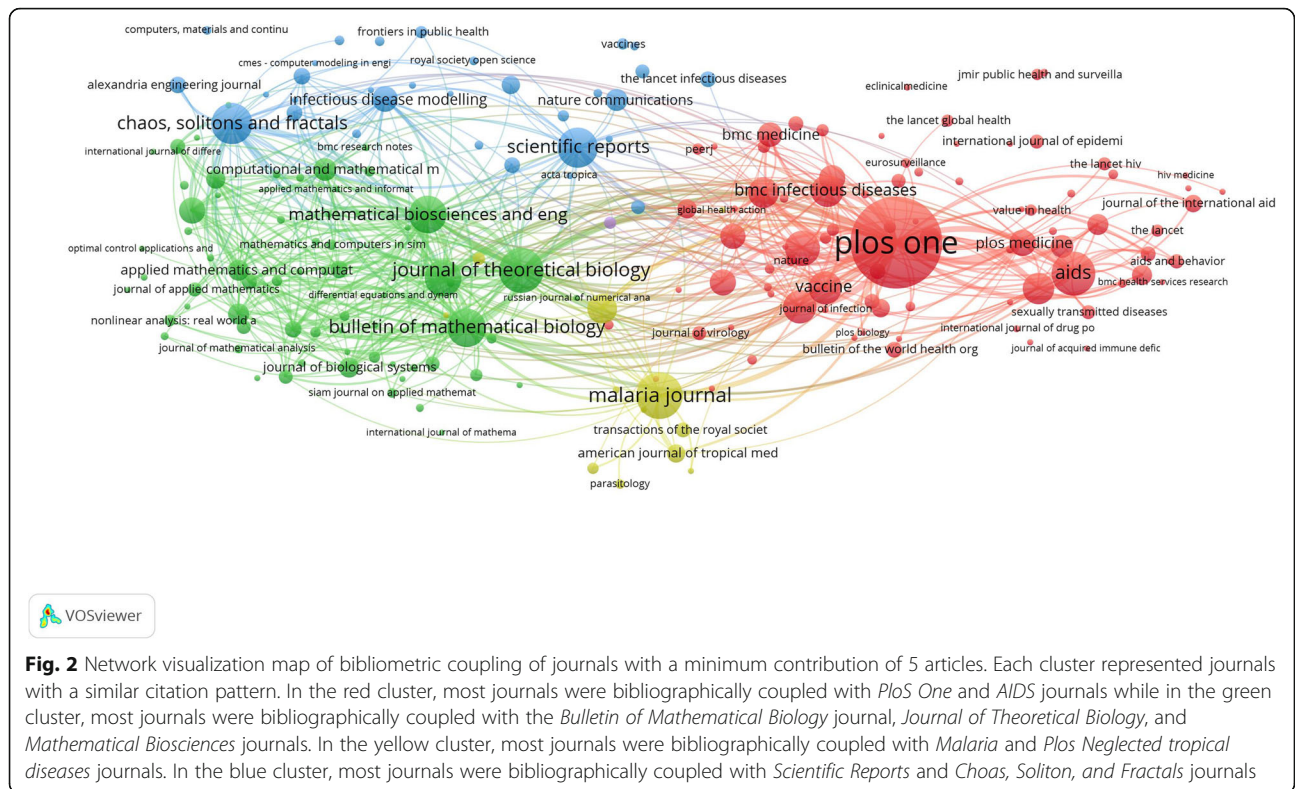 computers, materials and continu
frontiers in public health
vaccines
cmes - computer modeling in engi
royal society open science
jmir public health and surveilla
alexandria engineering journal
the lancet infectious diseases
eclinicalmedicine
infectious disease modelling
nature communications
chaos, solitons and fractals
the lancet global health
bmc medicine
international journal of epidemi
scientific reports
international journal of differe
bmc research notes
peerj
eurosurveillance
the lancet hiv
computational and mathematical m
acta tropica
hiv medicine
applied mathematics and informat
bmc infectious diseases
journal of the international aid
mathematical biosciences and eng
global health action
value in health
the lancet
optimal control applications and
mathematics and computers in sim
plos one
plos medicine
applied mathematics and computat
journal of theoretical biology
nature
aids
aids and behavior
journal of applied mathematics
differential equations and dynam
russian journal of numerical ana
vaccine
bmc health services research
journal of infection
sexually transmitted diseases
nonlinear analysis: real world a
bulletin of mathematical biology
journal of virology
plos biology
international journal of drug po
journal of mathematical analysis
bulletin of the world health org
journal of acquired immune defic
journal of biological systems
siam journal on applied mathemat
malaria journal
international journal of mathema
transactions of the royal societ
american journal of tropical med
parasitology
VOSviewer
Fig. 2 Network visualization map of bibliometric coupling of journals with a minimum contribution of 5 articles. Each cluster represented journals
with a similar citation pattern. In the red cluster, most journals were bibliographically coupled with PloS One and AIDS journals while in the green
cluster, most journals were bibliographically coupled with the Bulletin of Mathematical Biology journal, Journal of Theoretical Biology, and
Mathematical Biosciences journals. In the yellow cluster, most journals were bibliographically coupled with Malaria and Plos Neglected tropical
diseases journals. In the blue cluster, most journals were bibliographically coupled with Scientific Reports and Choas, Soliton, and Fractals journals